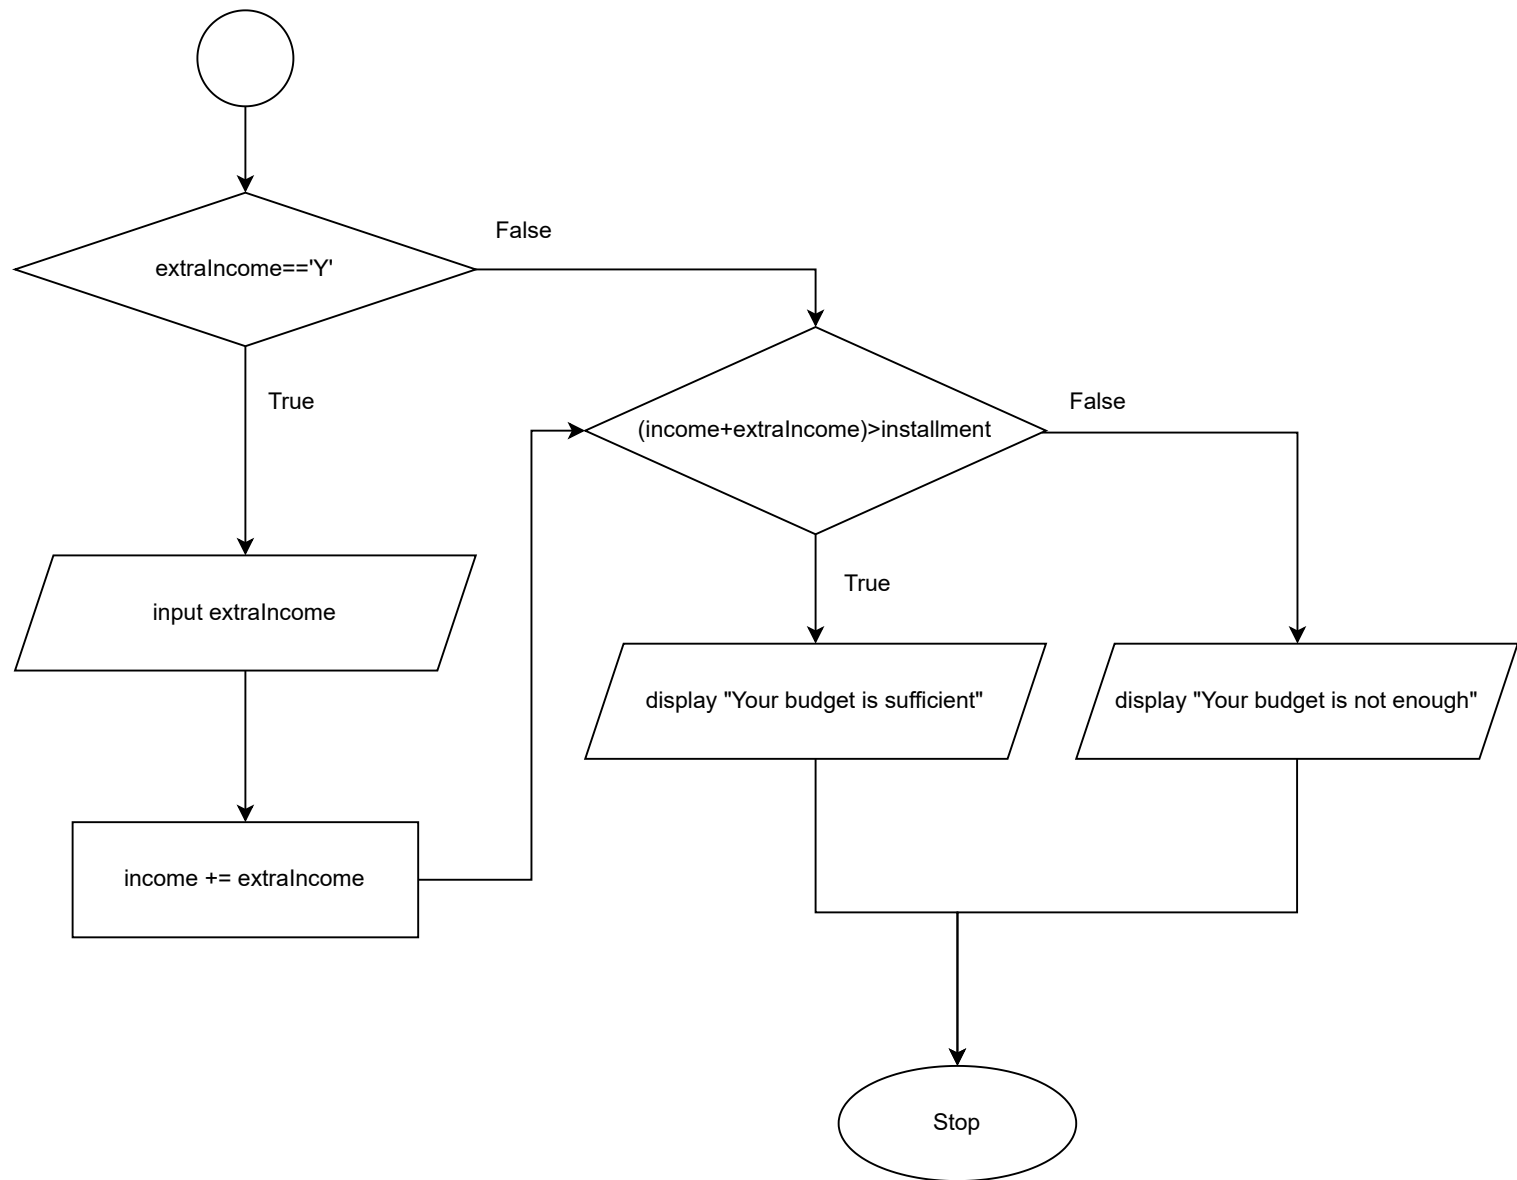 False
extraIncome=='Y'
True
False
(income+extraIncome)>installment
True
input extraIncome
display "Your budget is sufficient"
display "Your budget is not enough"
income += extraIncome
Stop